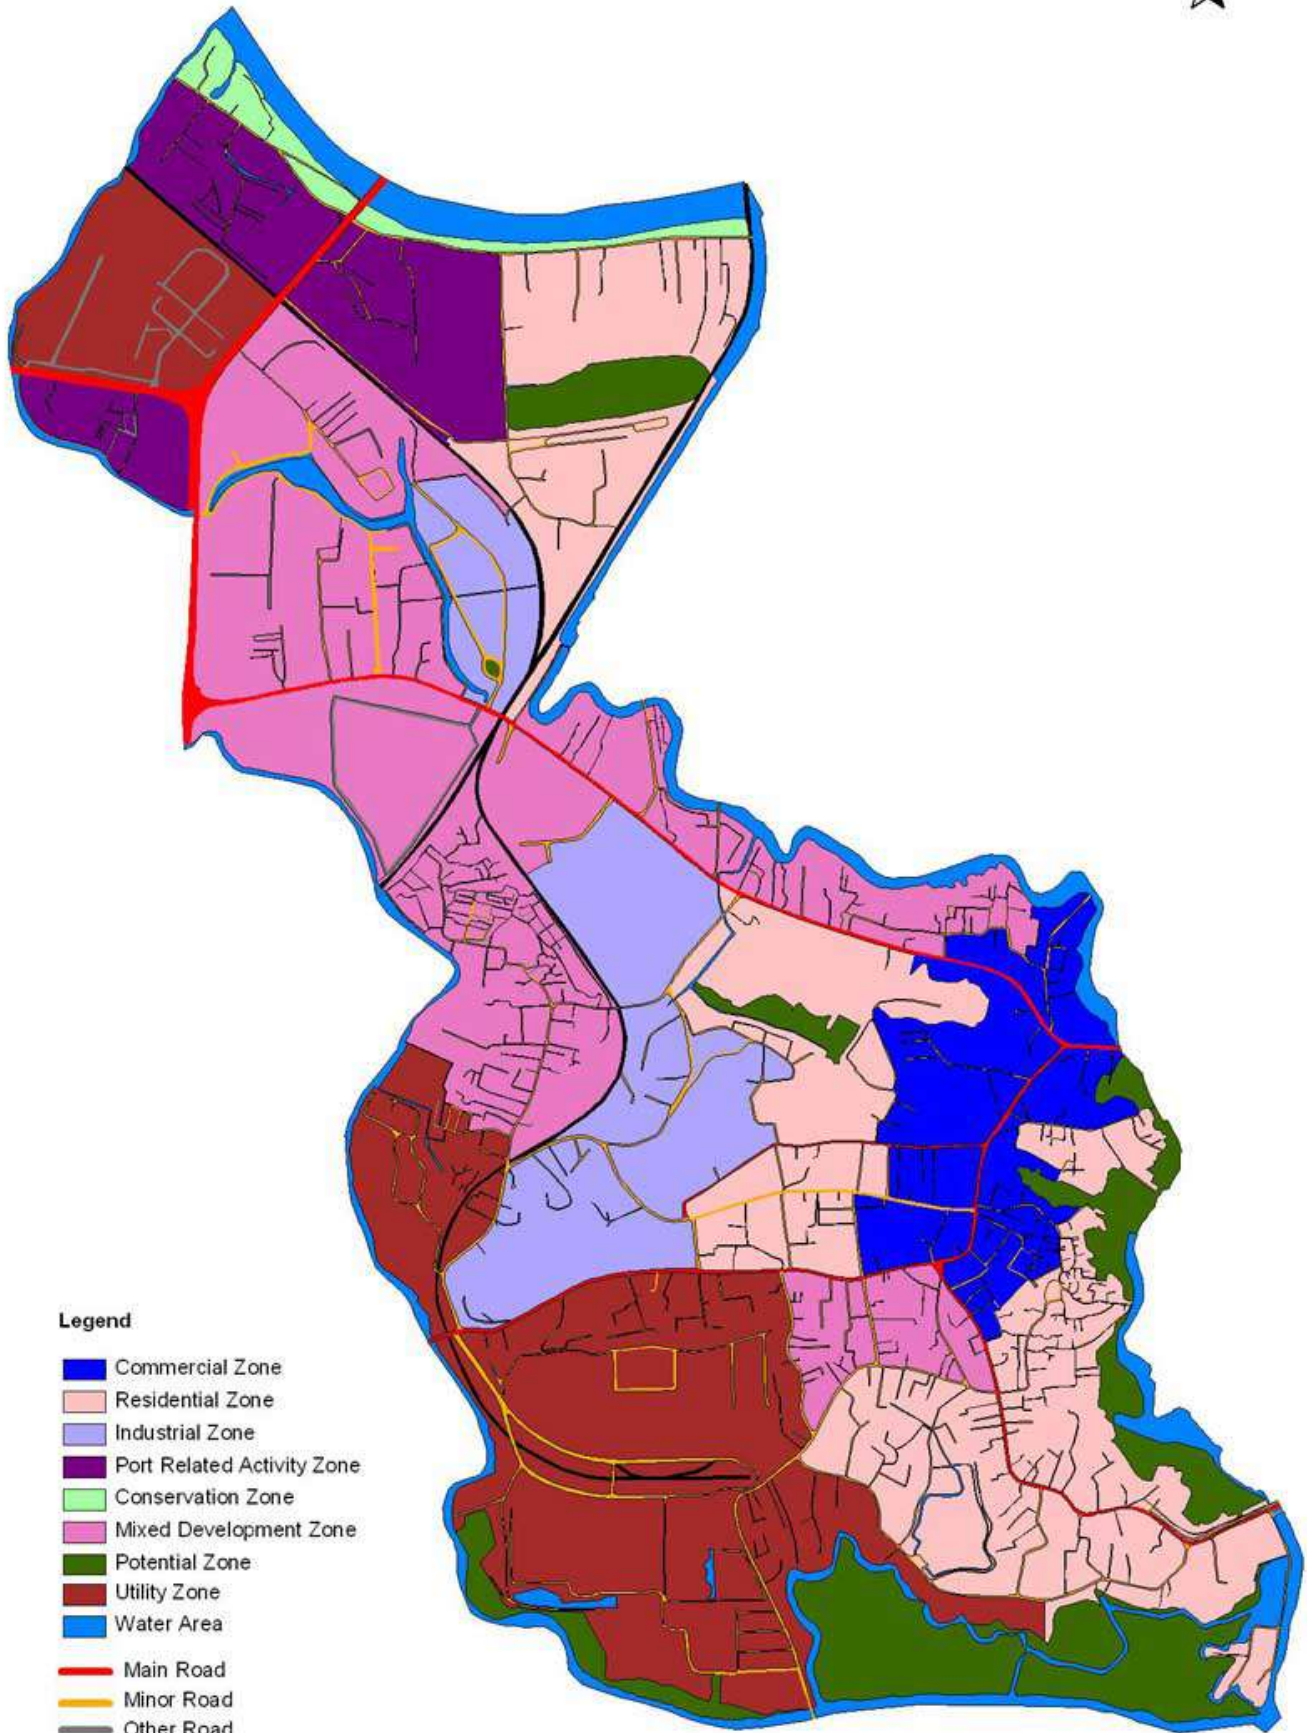 Legend
Commercial Zone
Residential Zone
Industrial Zone
Port Related Activity Zone
Conservation Zone
Mixed Development Zone
Potential Zone
Utility Zone
Water Area
Main Road
Minor Road
Other Road